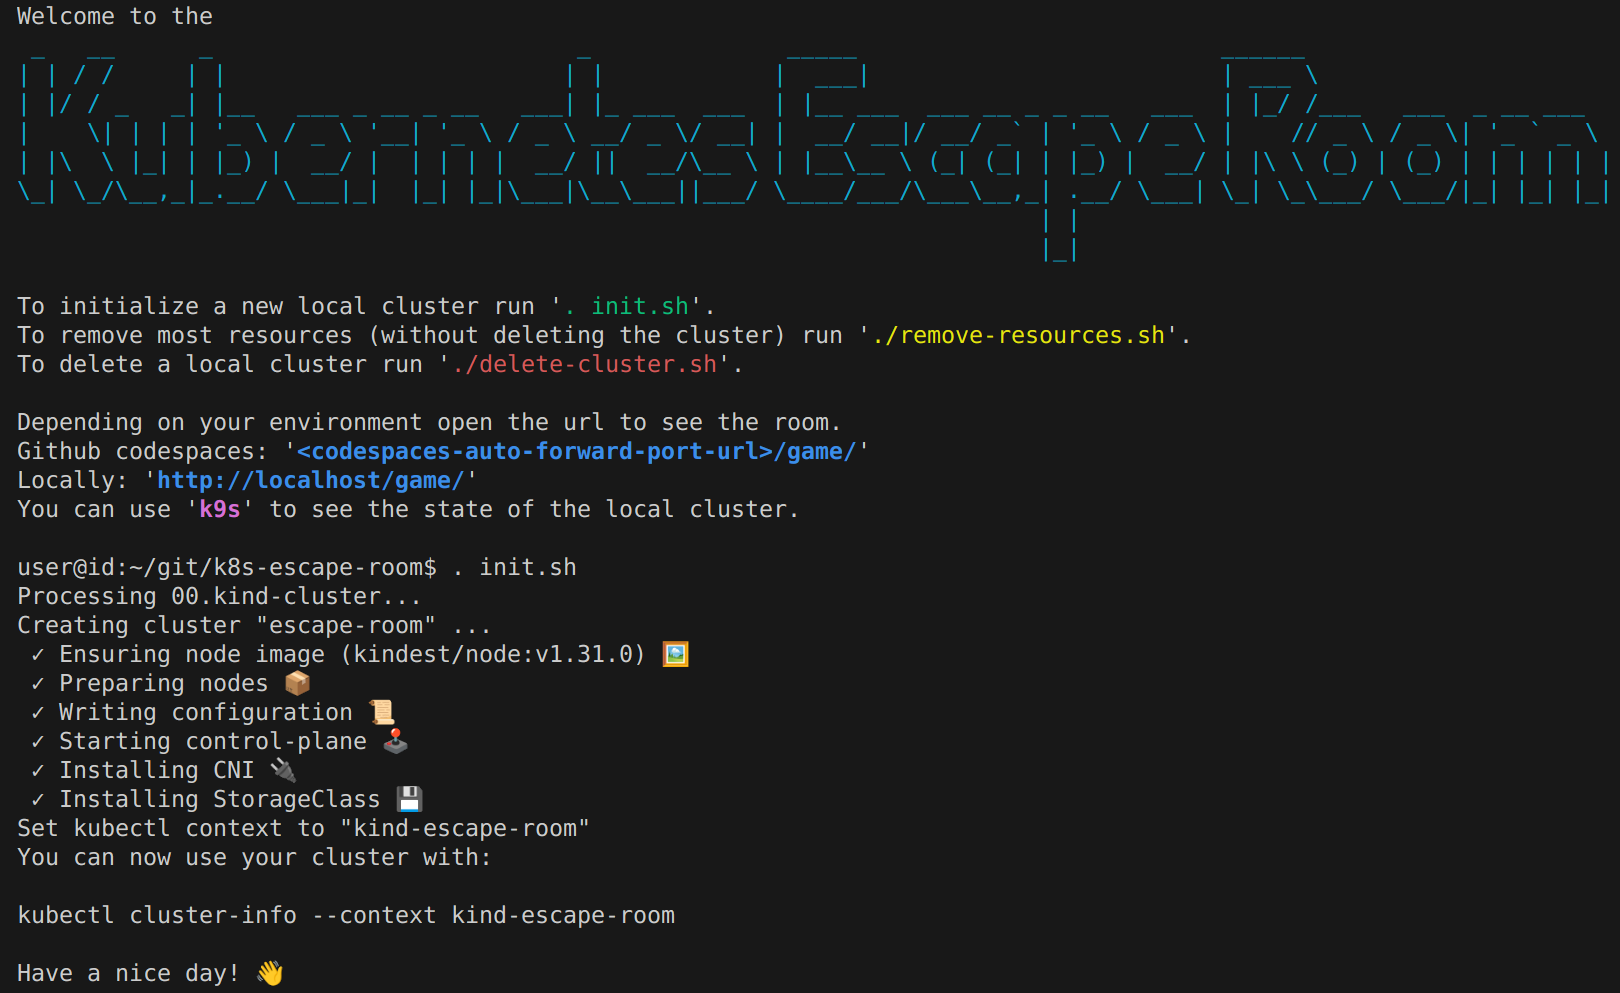 Welcome to the
Kubernetes Escape Room
To initialize a new local cluster run '. init.sh'.
To remove most resources (without deleting the cluster) run './remove-resources.sh'.
To delete a local cluster run './delete-cluster.sh'.
Depending on your environment open the url to see the room.
Github codespaces: '<codespaces-auto-forward-port-url>/game/'
Locally: 'http://localhost/game/'
You can use 'k9s' to see the state of the local cluster.
user@id:~/git/k8s-escape-room$ . init.sh
Processing 00.kind-cluster...
Creating cluster "escape-room" ...
✓ Ensuring node image (kindest/node:v1.31.0) 🖼️
✓ Preparing nodes 📦
✓ Writing configuration 📜
✓ Starting control-plane 🕹️
✓ Installing CNI 🔌
✓ Installing StorageClass 💾
Set kubectl context to "kind-escape-room"
You can now use your cluster with:
kubectl cluster-info --context kind-escape-room
Have a nice day! 👋